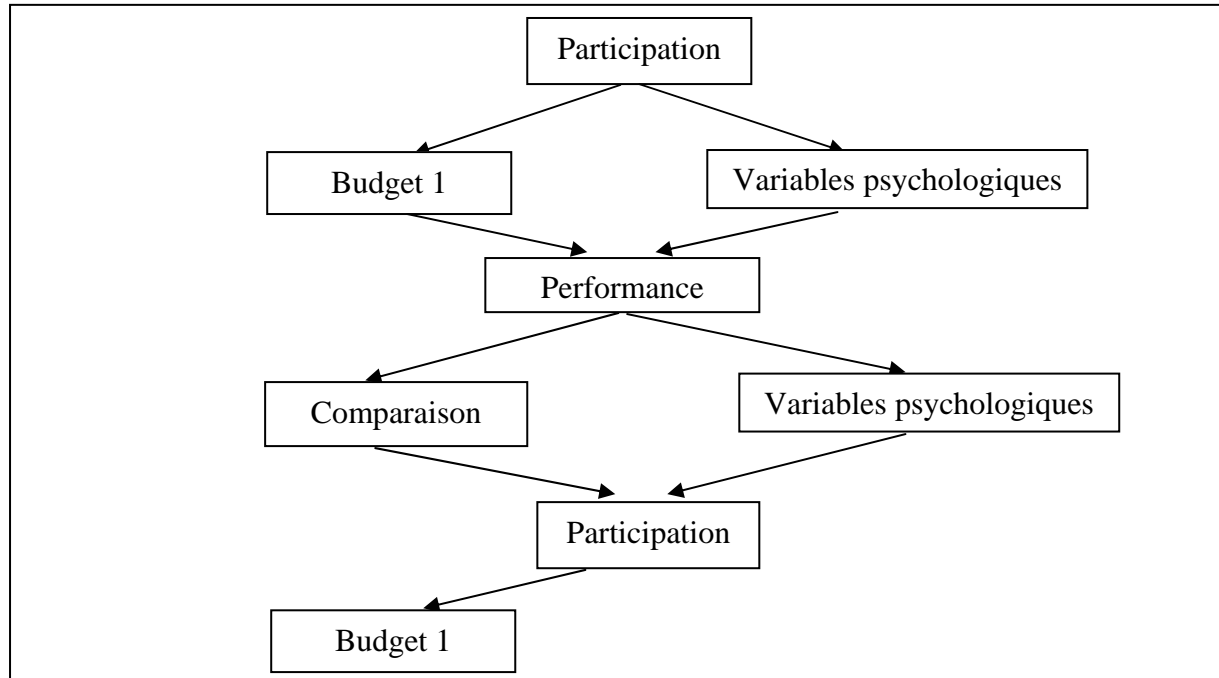 Participation
Budget 1
Variables psychologiques
Performance
Comparaison
Variables psychologiques
Participation
Budget 1